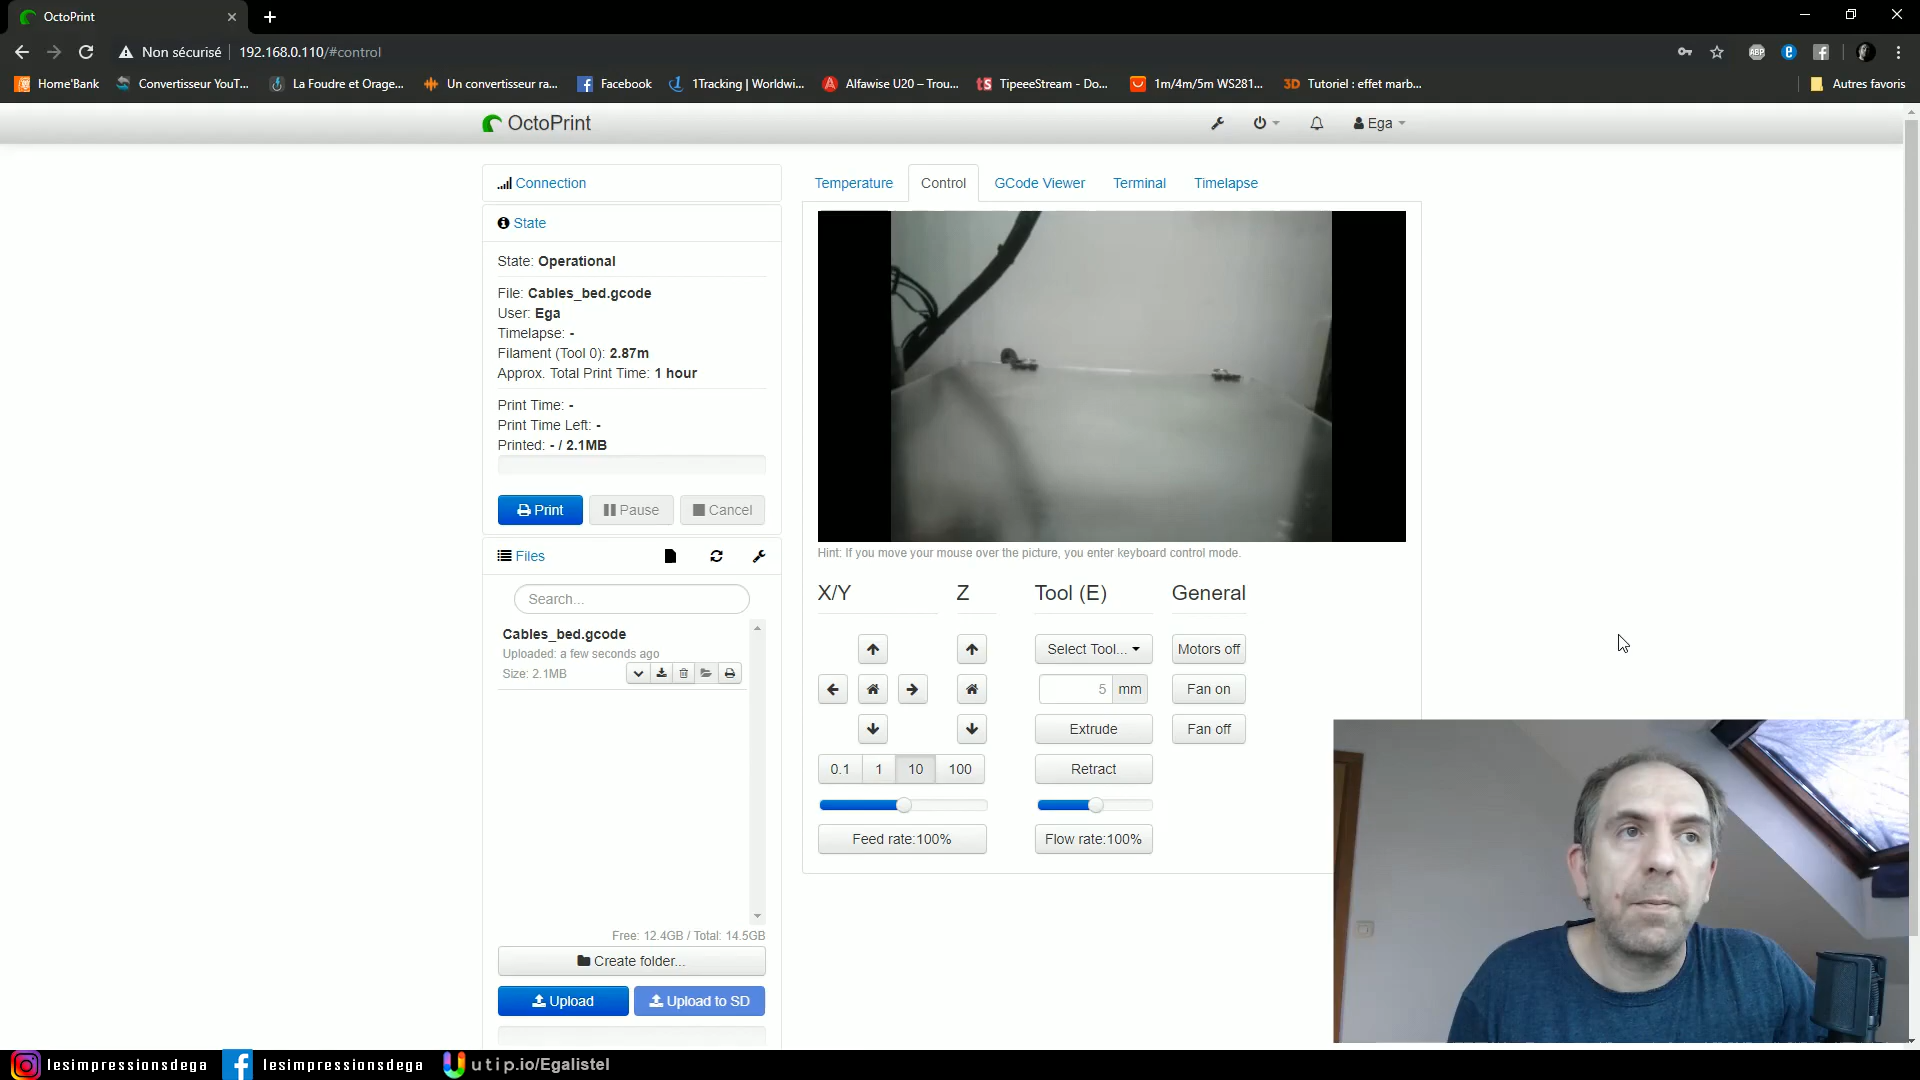 OctoPrint
Non sécurisé
192.168.0.110/#control
ABP
Home'Bank
Convertisseur YouT...
La Foudre et Orage...
Un convertisseur ra...
Facebook
1Tracking | Worldwi...
Alfawise U20 – Trou...
TipeeeStream - Do...
1m/4m/5m WS281...
3D Tutoriel : effet marb...
Autres favoris
OctoPrint
Ega
Connection
State
State: Operational
File: Cables_bed.gcode
User: Ega
Timelapse: -
Filament (Tool 0): 2.87m
Approx. Total Print Time: 1 hour
Print Time: -
Print Time Left: -
Printed: - / 2.1MB
Print
Pause
Cancel
Files
Search...
Cables_bed.gcode
Uploaded: a few seconds ago
Size: 2.1MB
Free: 12.4GB / Total: 14.5GB
Create folder...
Upload
Upload to SD
Temperature
Control
GCode Viewer
Terminal
Timelapse
Hint: If you move your mouse over the picture, you enter keyboard control mode.
X/Y
Z
Tool (E)
General
Select Tool...
Motors off
5 mm
Fan on
Extrude
Fan off
0.1
1
10
100
Retract
Feed rate:100%
Flow rate:100%
lesimpressionsdega
lesimpressionsdega
utip.io/Egalistel